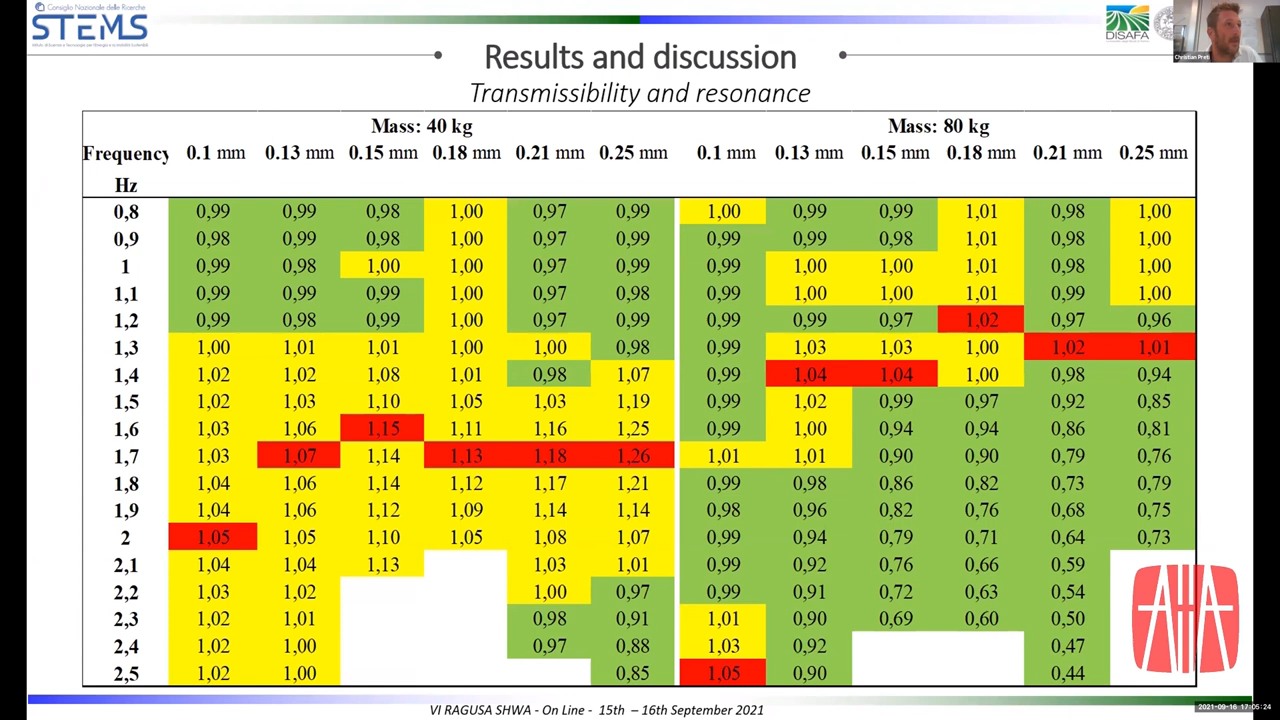 Consiglio Nazionale delle Ricerche
STEMS
DISAFA
Christian Preti
Results and discussion
Transmissibility and resonance
Mass: 40 kg Mass: 80 kg
Frequency 0.1 mm 0.13 mm 0.15 mm 0.18 mm 0.21 mm 0.25 mm 0.1 mm 0.13 mm 0.15 mm 0.18 mm 0.21 mm 0.25 mm
Hz
0,8 0,99 0,99 0,98 1,00 0,97 0,99 1,00 0,99 0,99 1,01 0,98 1,00
0,9 0,98 0,99 0,98 1,00 0,97 0,99 0,99 0,99 0,98 1,01 0,98 1,00
1 0,99 0,98 1,00 1,00 0,97 0,99 0,99 1,00 1,00 1,01 0,98 1,00
1,1 0,99 0,99 0,99 1,00 0,97 0,98 0,99 1,00 1,00 1,01 0,99 1,00
1,2 0,99 0,98 0,99 1,00 0,97 0,99 0,99 0,99 0,97 1,02 0,97 0,96
1,3 1,00 1,01 1,01 1,00 1,00 0,98 0,99 1,03 1,03 1,00 1,02 1,01
1,4 1,02 1,02 1,08 1,01 0,98 1,07 0,99 1,04 1,04 1,00 0,98 0,94
1,5 1,02 1,03 1,10 1,05 1,03 1,19 0,99 1,02 0,99 0,97 0,92 0,85
1,6 1,03 1,06 1,15 1,11 1,16 1,25 0,99 1,00 0,94 0,94 0,86 0,81
1,7 1,03 1,07 1,14 1,13 1,18 1,26 1,01 1,01 0,90 0,90 0,79 0,76
1,8 1,04 1,06 1,14 1,12 1,17 1,21 0,99 0,98 0,86 0,82 0,73 0,79
1,9 1,04 1,06 1,12 1,09 1,14 1,14 0,98 0,96 0,82 0,76 0,68 0,75
2 1,05 1,05 1,10 1,05 1,08 1,07 0,99 0,94 0,79 0,71 0,64 0,73
2,1 1,04 1,04 1,13 1,03 1,01 0,99 0,92 0,76 0,66 0,59
2,2 1,03 1,02 1,00 0,97 0,99 0,91 0,72 0,63 0,54
2,3 1,02 1,01 0,98 0,91 1,01 0,90 0,69 0,60 0,50
2,4 1,02 1,00 0,97 0,88 1,03 0,92 0,47
2,5 1,02 1,00 0,85 1,05 0,90 0,44
VI RAGUSA SHWA - On Line - 15th – 16th September 2021
2021-09-16 17:05:24